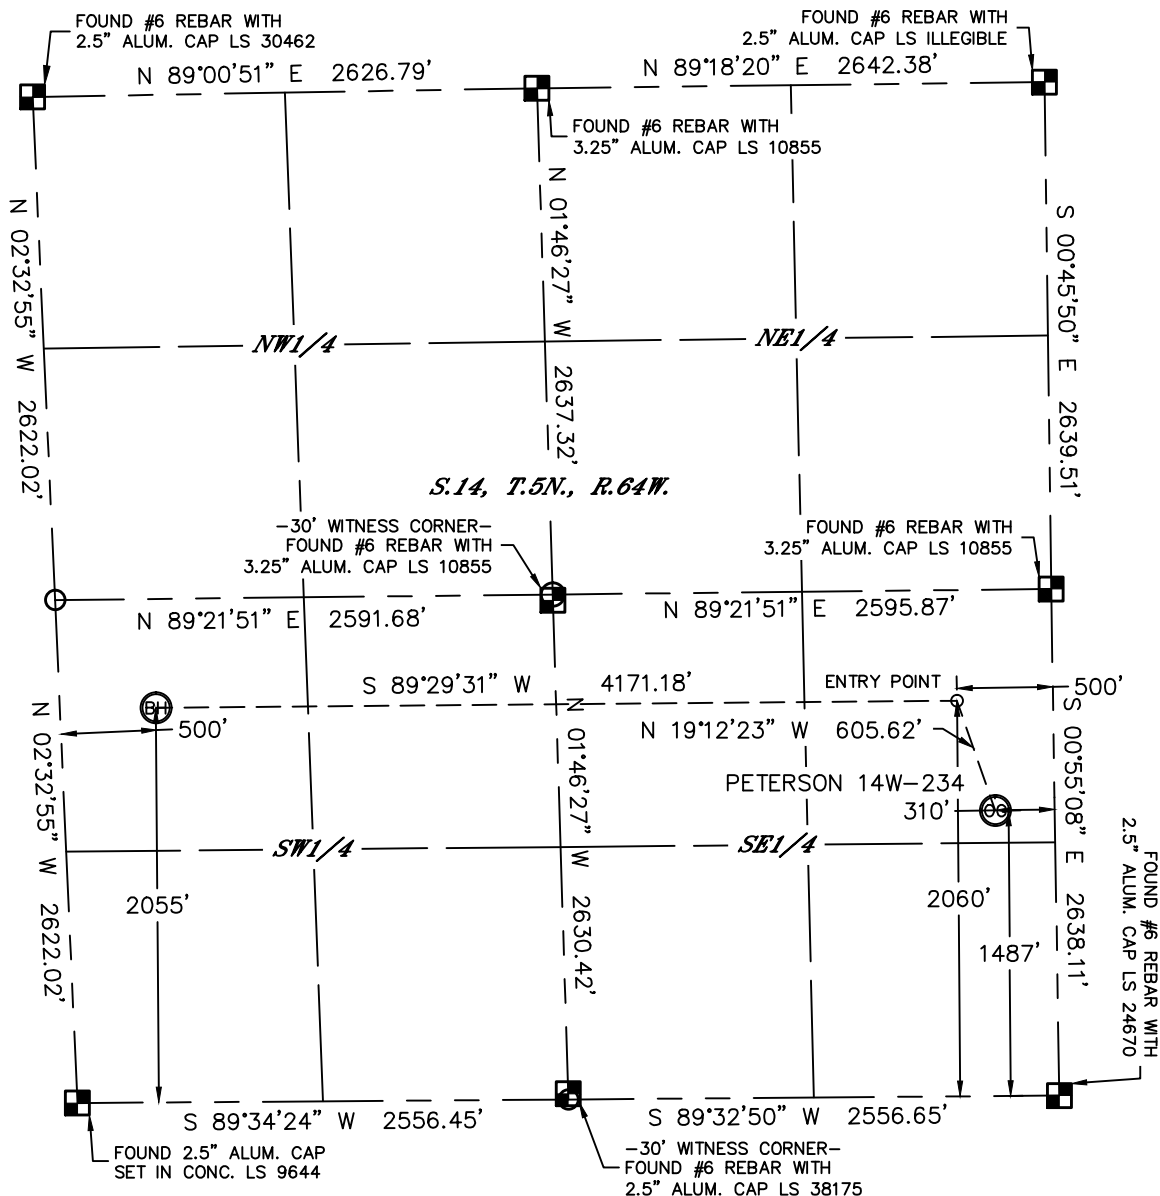 FOUND #6 REBAR WITH
2.5" ALUM. CAP LS 30462
N 89°00'51" E 2626.79'
FOUND #6 REBAR WITH
2.5" ALUM. CAP LS ILLEGIBLE
N 89°18'20" E 2642.38'
FOUND #6 REBAR WITH
3.25" ALUM. CAP LS 10855
N 02°32'55" W 2622.02'
N 01°46'27" W 2637.32'
S 00°45'50" E 2639.51'
NW1/4
NE1/4
S.14, T.5N., R.64W.
-30' WITNESS CORNER-
FOUND #6 REBAR WITH
3.25" ALUM. CAP LS 10855
FOUND #6 REBAR WITH
3.25" ALUM. CAP LS 10855
N 89°21'51" E 2591.68'
N 89°21'51" E 2595.87'
S 89°29'31" W 4171.18'
ENTRY POINT
500'
BH
500'
N 19°12'23" W 605.62'
PETERSON 14W-234
310'
OG
N 02°32'55" W 2622.02'
N 01°46'27" W 2630.42'
S 00°55'08" E 2638.11'
SW1/4
SE1/4
2055'
2060'
1487'
FOUND #6 REBAR WITH
2.5" ALUM. CAP LS 24670
S 89°34'24" W 2556.45'
S 89°32'50" W 2556.65'
FOUND 2.5" ALUM. CAP
SET IN CONC. LS 9644
-30' WITNESS CORNER-
FOUND #6 REBAR WITH
2.5" ALUM. CAP LS 38175